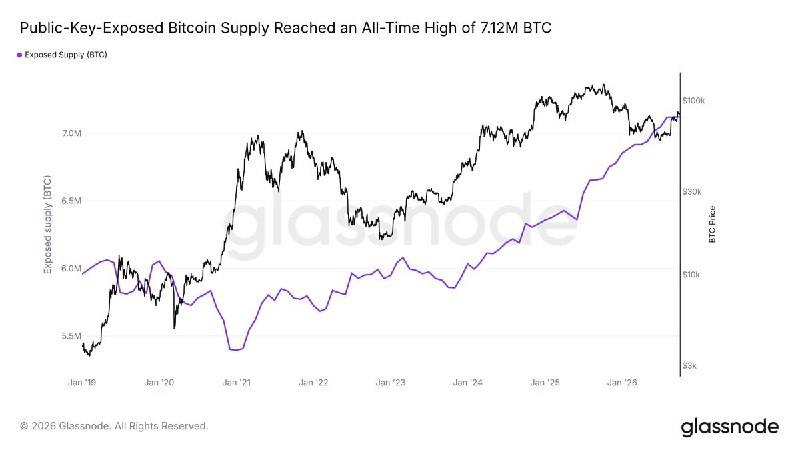 Public-Key-Exposed Bitcoin Supply Reached an All-Time High of 7.12M BTC
Exposed Supply (BTC)
$100k
7.0M
$30k
6.5M
glassnode
Exposed supply (BTC)
BTC Price
6.0M
$10k
5.5M
$3k
Jan '19 Jan '20 Jan '21 Jan '22 Jan '23 Jan '24 Jan '25 Jan '26
© 2026 Glassnode. All Rights Reserved.
glassnode